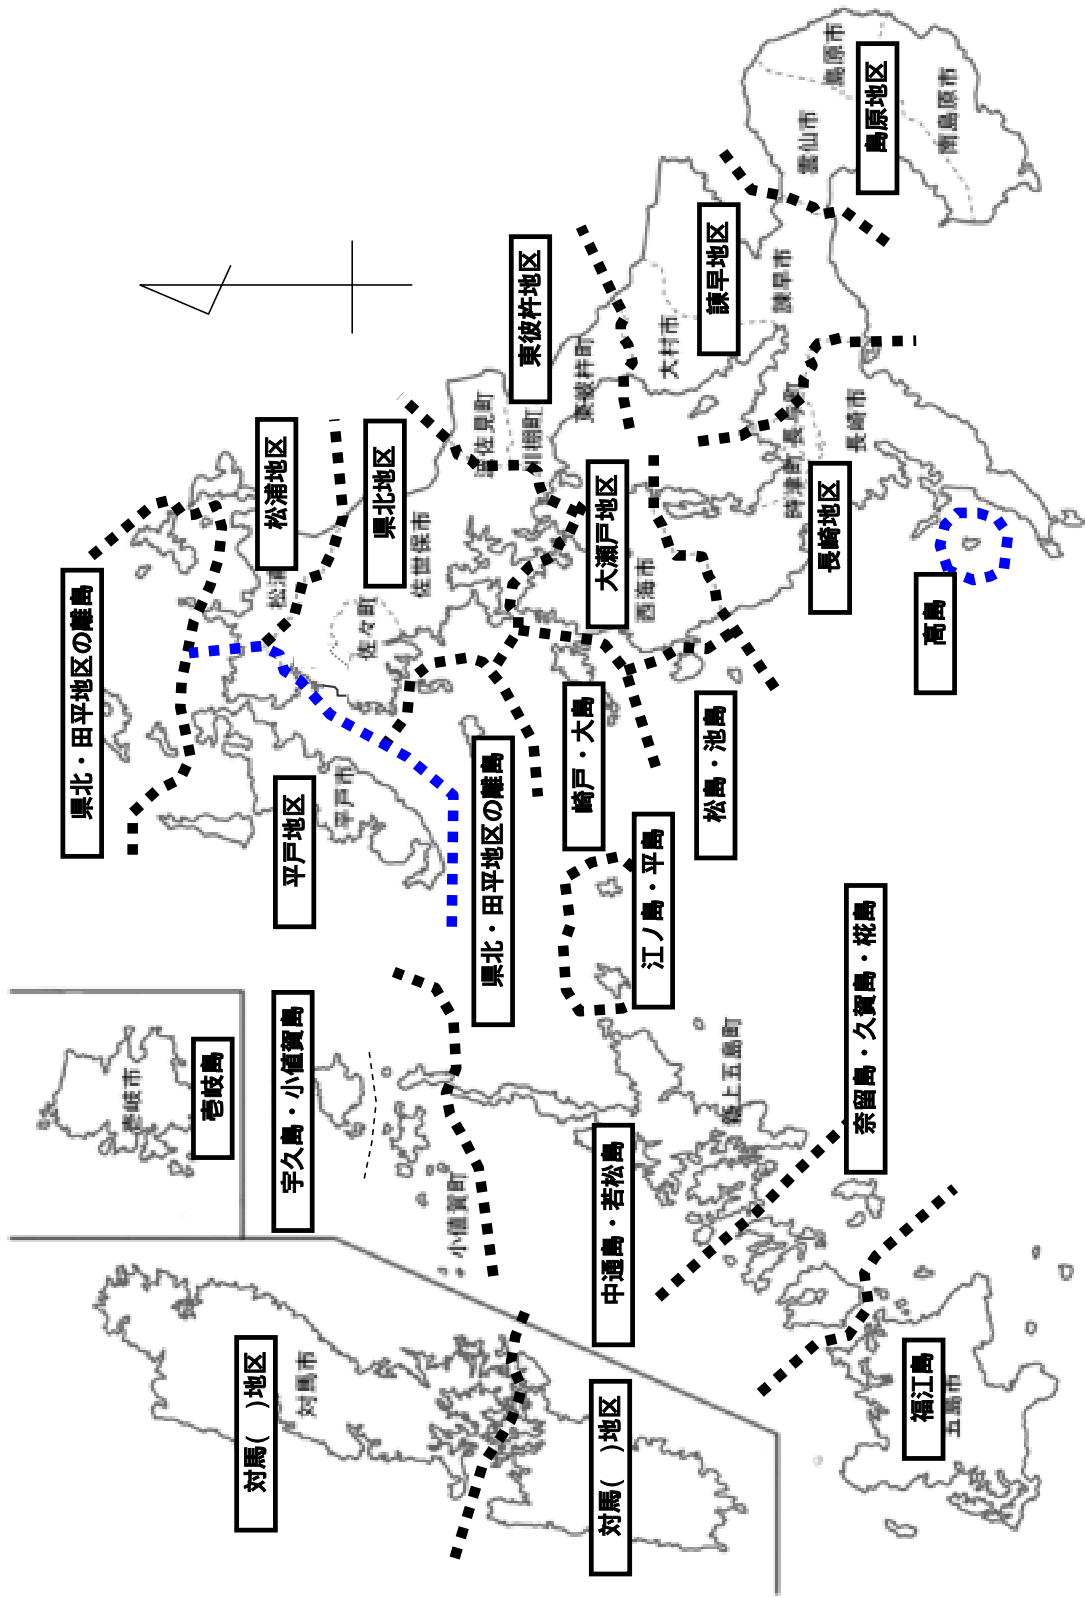 県北・田平地区の離島
壱岐市
壱岐島
対馬( )地区
松浦地区
松浦
宇久島・小値賀島
平戸地区
対馬市
平戸市
佐々町
県北地区
佐世保市
小値賀町
波佐見町
県北・田平地区の離島
川棚町
東彼杵地区
東彼杵町
崎戸・大島
大瀬戸地区
対馬( )地区
中通島・若松島
西海市
江ノ島・平島
大村市
松島・池島
諫早地区
新上五島町
諫早市
時津町
長与町
雲仙市
長崎地区
島原市
長崎市
奈留島・久賀島・椛島
島原地区
福江島
高島
南島原市
五島市